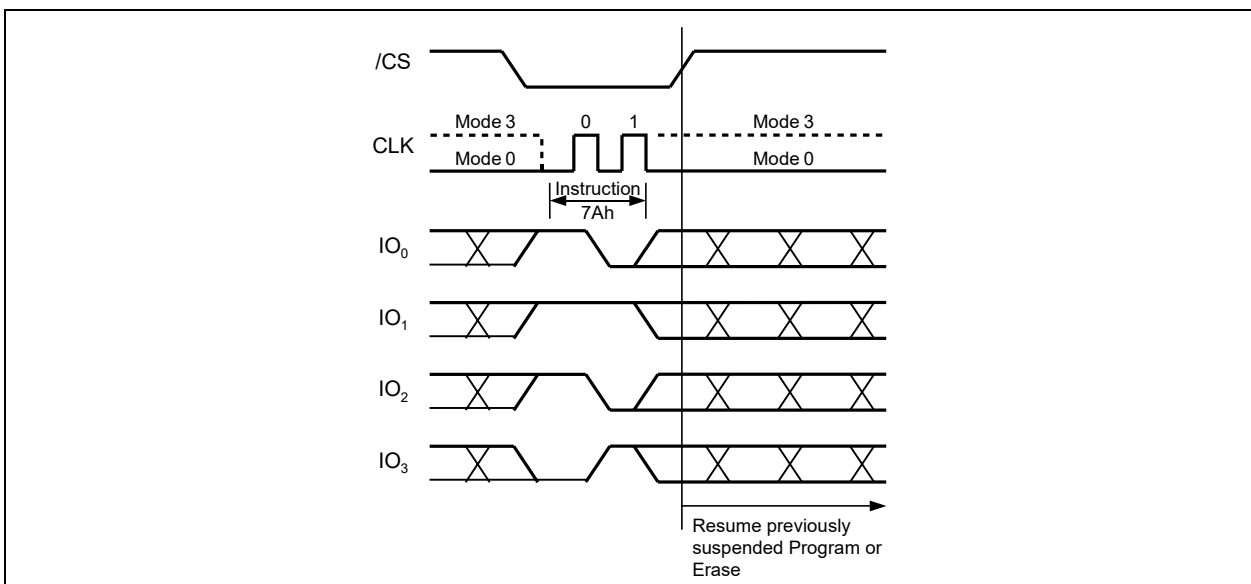 /CS
Mode 3 0 1 Mode 3
CLK
Mode 0 Mode 0
Instruction
7Ah
IO₀
IO₁
IO₂
IO₃
Resume previously
suspended Program or
Erase